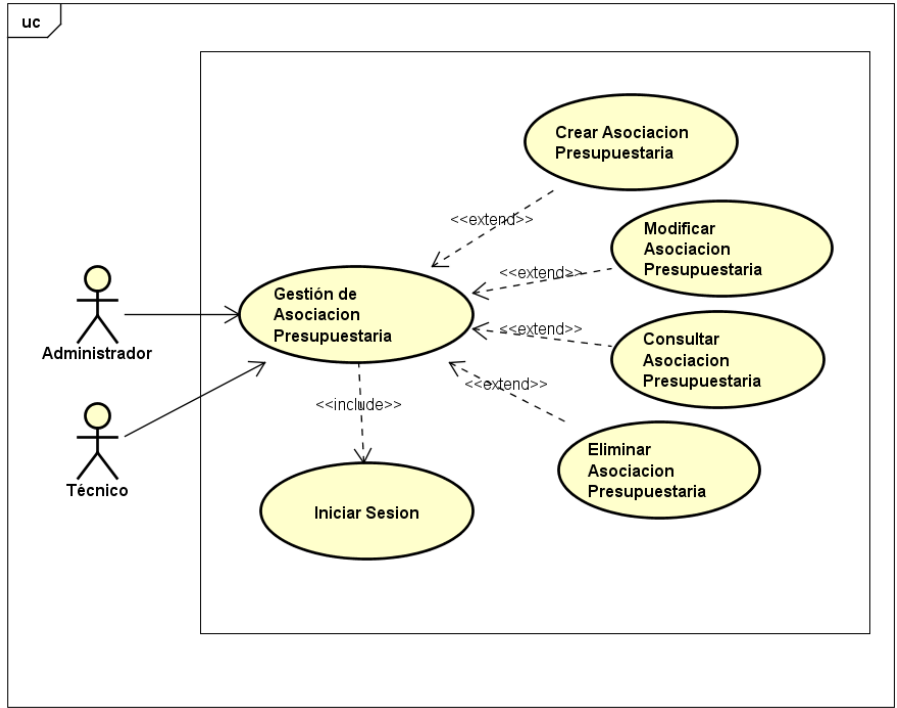 uc
Crear Asociacion
Presupuestaria
<<extend>>
Modificar
Asociacion
Presupuestaria
<<extend>>
Gestión de
Asociacion
Presupuestaria
<<extend>>
Consultar
Asociacion
Presupuestaria
Administrador
<<extend>>
<<include>>
Eliminar
Asociacion
Presupuestaria
Técnico
Iniciar Sesion